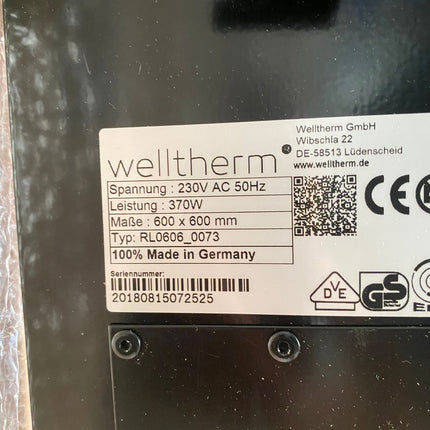 Welltherm GmbH
Wibschla 22
DE-58513 Lüdenscheid
www.welltherm.de
welltherm®
Spannung : 230V AC 50Hz
Leistung : 370W
Maße : 600 x 600 mm
Typ: RL0606_0073
100% Made in Germany
Seriennummer:
20180815072525
CE
DVE
GS